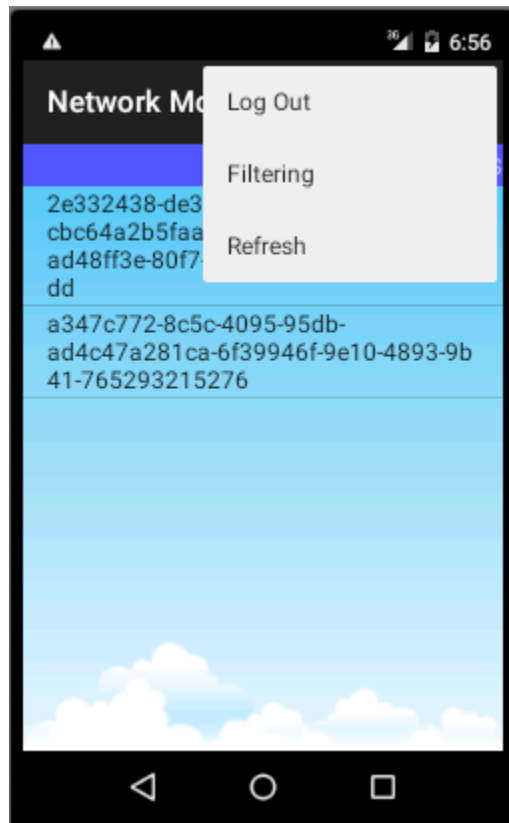 3G 6:56
Network Mo
Log Out
Filtering
Refresh
2e332438-de3
cbc64a2b5faa
ad48ff3e-80f7-
dd
a347c772-8c5c-4095-95db-
ad4c47a281ca-6f39946f-9e10-4893-9b
41-765293215276